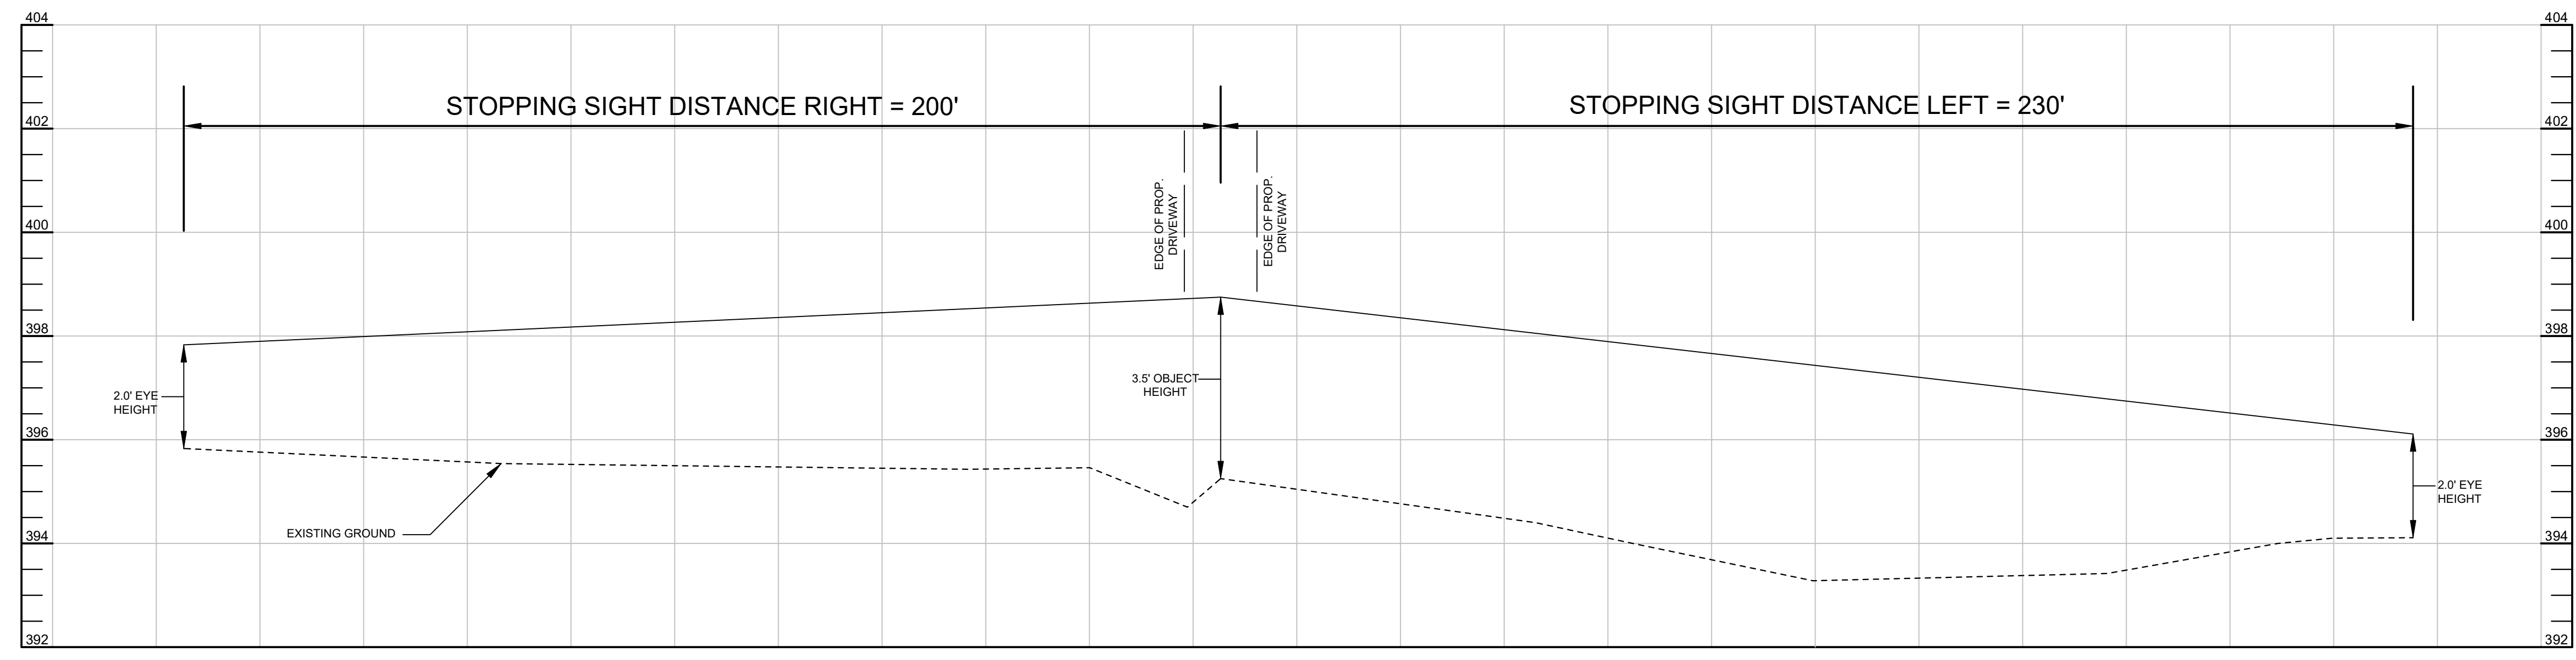 404
404
STOPPING SIGHT DISTANCE RIGHT = 200'
STOPPING SIGHT DISTANCE LEFT = 230'
402
402
EDGE OF PROP.
DRIVEWAY
EDGE OF PROP.
DRIVEWAY
400
400
398
398
3.5' OBJECT
HEIGHT
2.0' EYE
HEIGHT
396
396
2.0' EYE
HEIGHT
EXISTING GROUND
394
394
392
392